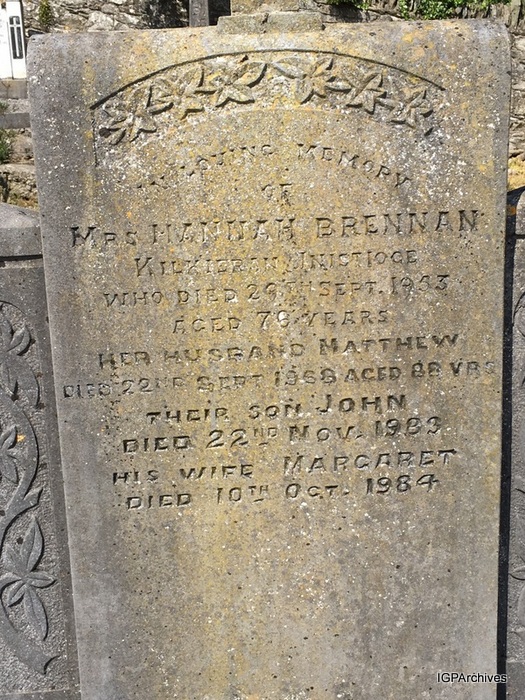 IN LOVING MEMORY
OF
MRS HANNAH BRENNAN
KILKIERAN, INISTIOGE
WHO DIED 29TH SEPT. 1953
AGED 78 YEARS
HER HUSBAND MATTHEW
DIED 22ND SEPT 1968 AGED 88 YRS
THEIR SON JOHN
DIED 22ND NOV. 1983
HIS WIFE MARGARET
DIED 10TH OCT. 1984
IGPArchives